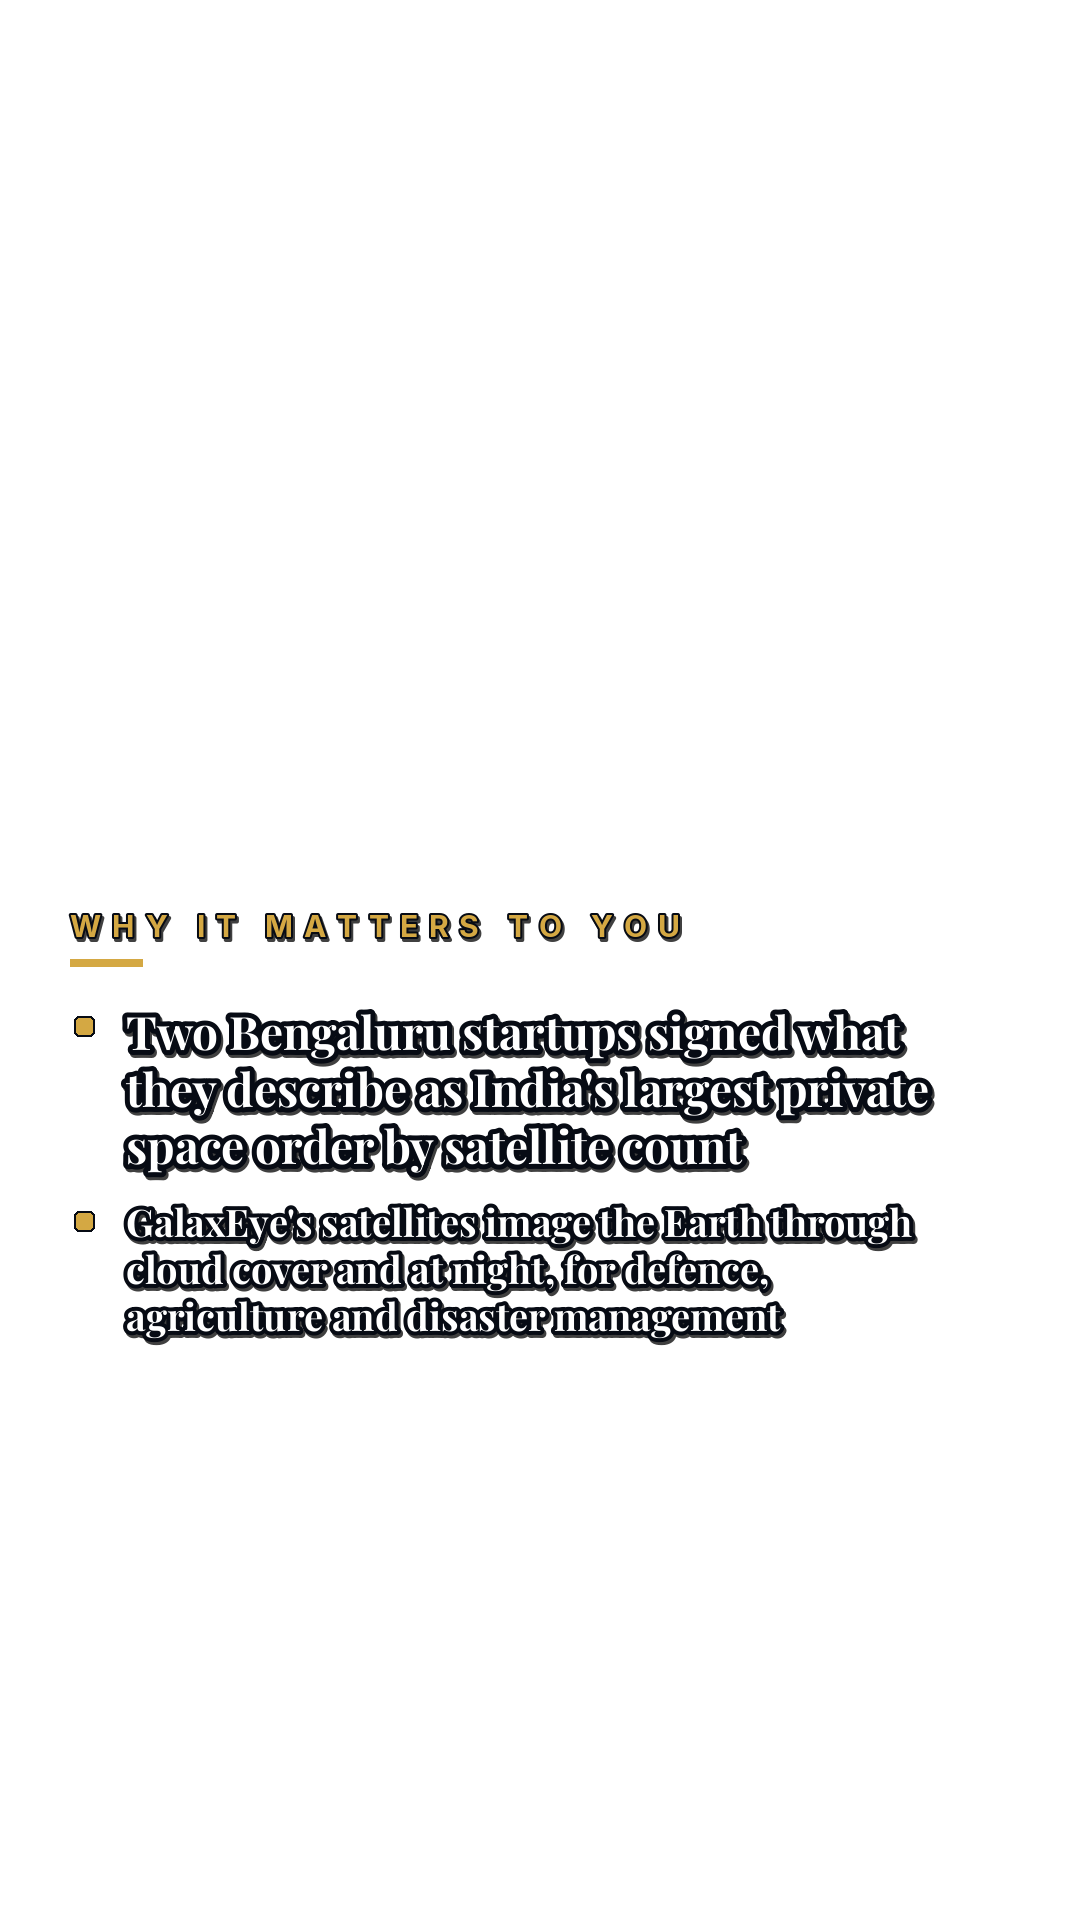 WHY IT MATTERS TO YOU
Two Bengaluru startups signed what
they describe as India's largest private
space order by satellite count
GalaxEye's satellites image the Earth through
cloud cover and at night, for defence,
agriculture and disaster management